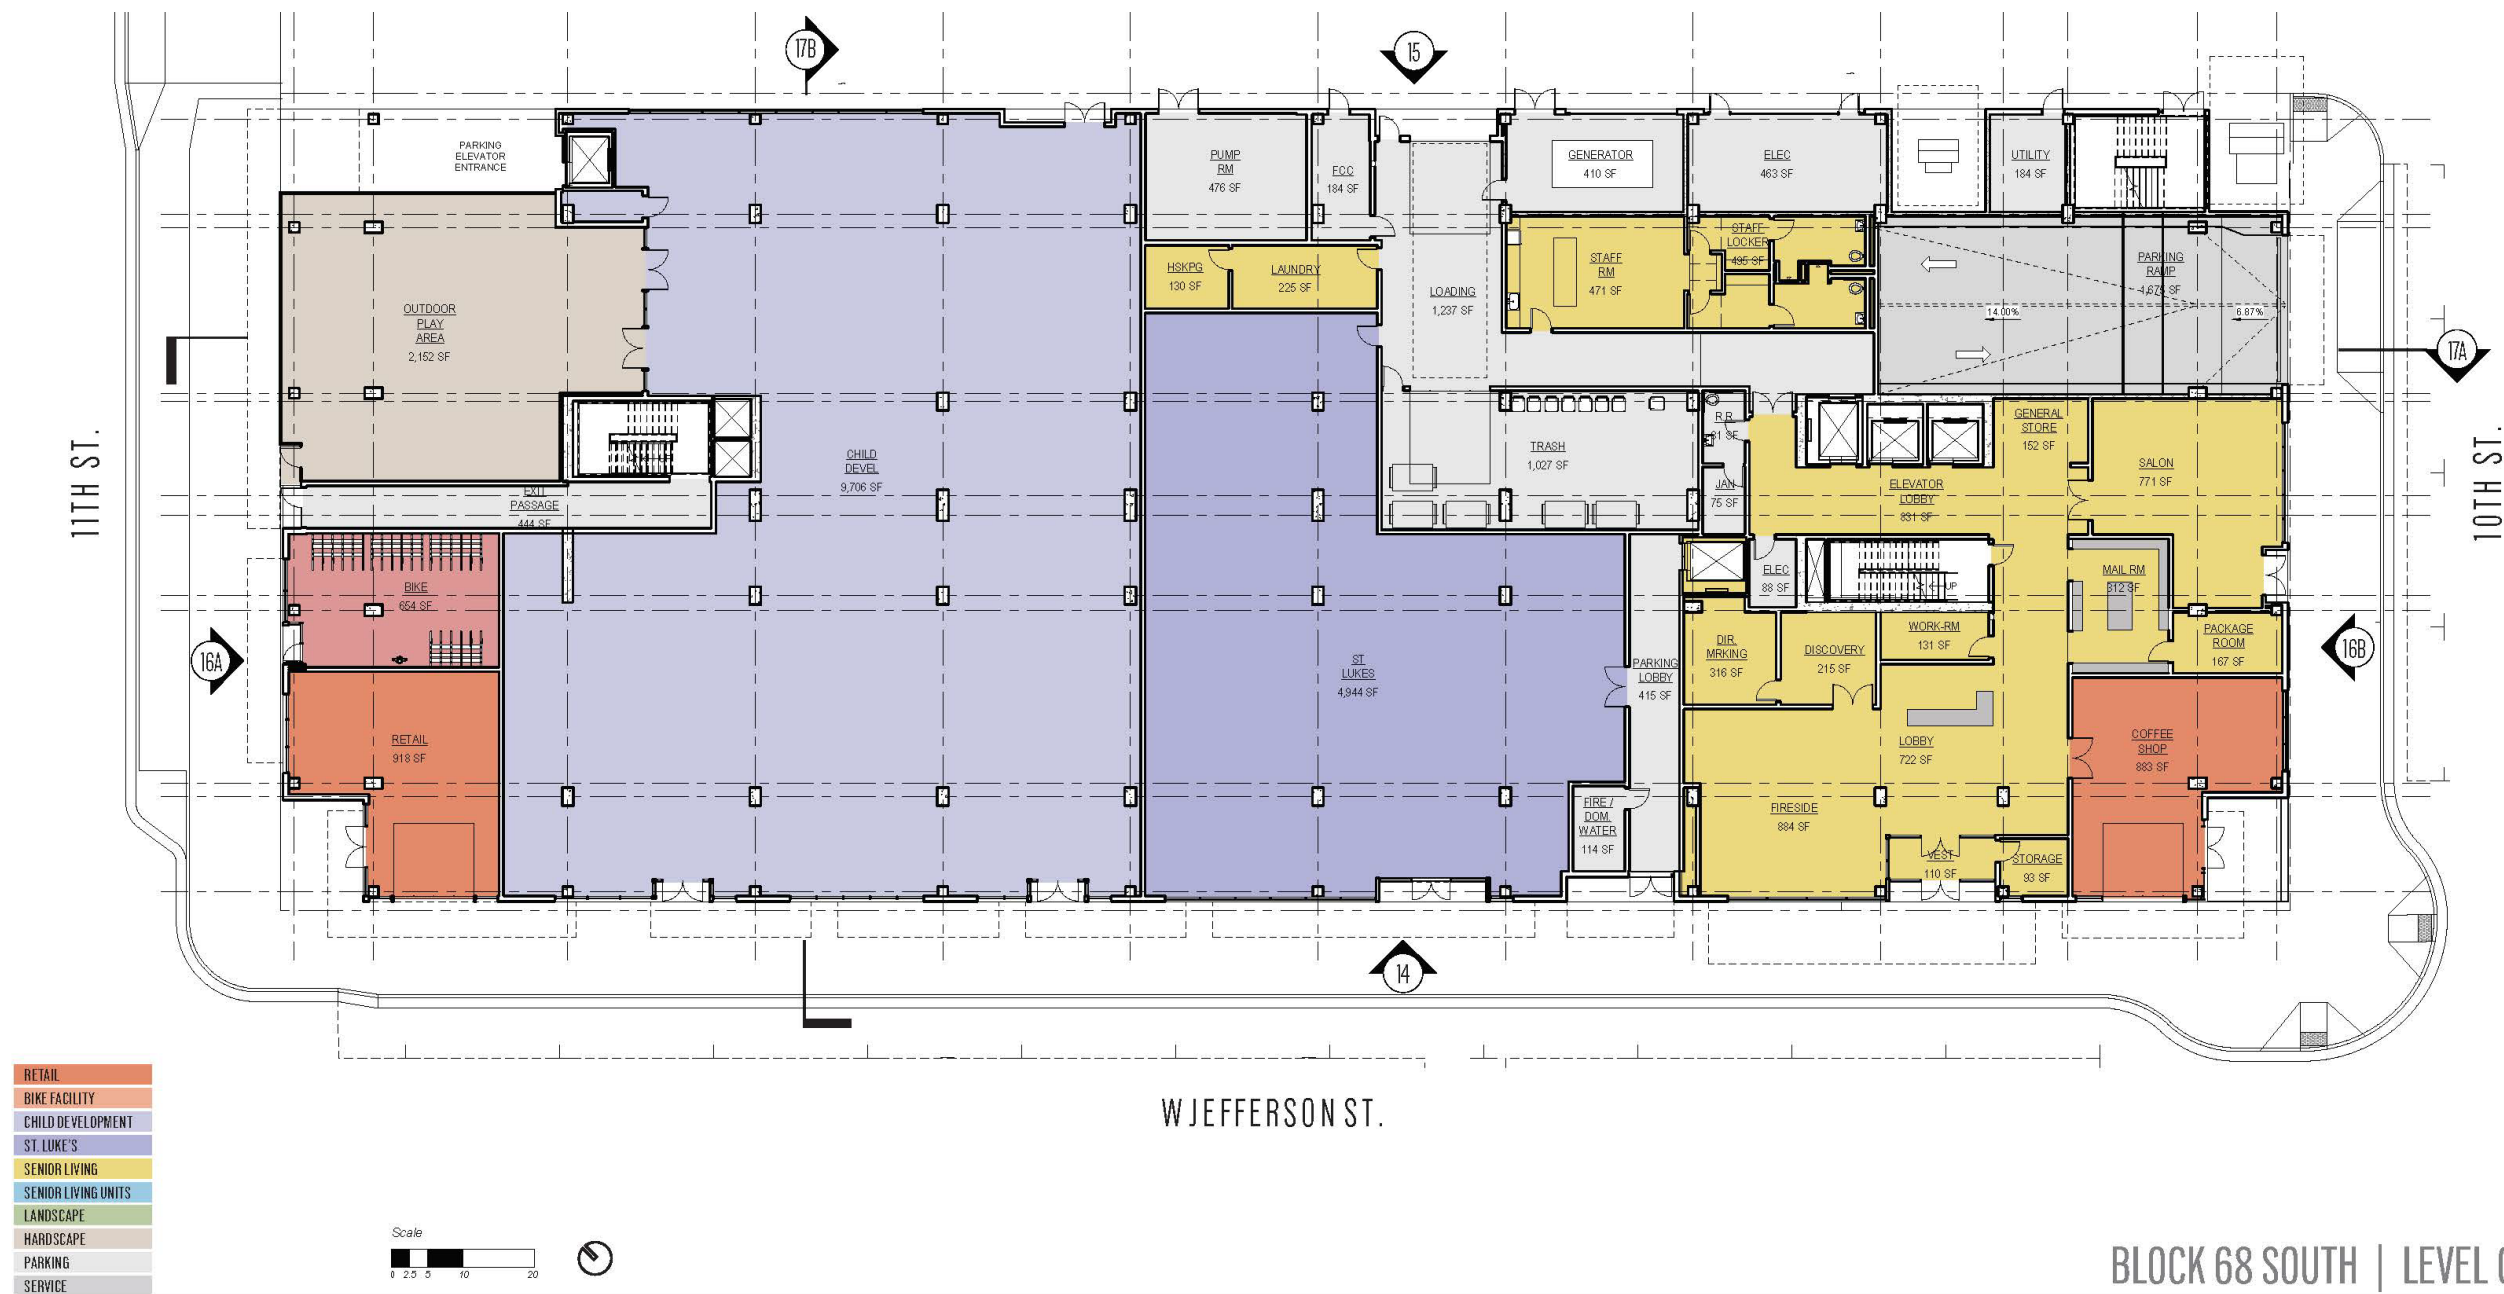 17B
15
PARKING
ELEVATOR
ENTRANCE
PUMP
RM
476 SF
FCC
184 SF
GENERATOR
410 SF
ELEC
463 SF
UTILITY
184 SF
HSKPG
130 SF
LAUNDRY
225 SF
LOADING
1,237 SF
STAFF
RM
471 SF
STAFF
LOCKER
495 SF
PARKING
RAMP
1,675 SF
14.00%
6.87%
17A
OUTDOOR
PLAY
AREA
2,152 SF
11TH ST.
10TH ST.
CHILD
DEVEL
9,706 SF
EXIT
PASSAGE
444 SF
TRASH
1,027 SF
R.R.
61 SF
JAN
75 SF
GENERAL
STORE
152 SF
SALON
771 SF
ELEVATOR
LOBBY
831 SF
BIKE
654 SF
ELEC
88 SF
UP
MAIL RM
312 SF
16A
16B
ST
LUKES
4,944 SF
PARKING
LOBBY
415 SF
DIR.
MRKING
316 SF
DISCOVERY
215 SF
WORK-RM
131 SF
PACKAGE
ROOM
167 SF
RETAIL
918 SF
LOBBY
722 SF
COFFEE
SHOP
883 SF
FIRE /
DOM.
WATER
114 SF
FIRESIDE
884 SF
VEST
110 SF
STORAGE
93 SF
14
W JEFFERSON ST.
RETAIL
BIKE FACILITY
CHILD DEVELOPMENT
ST. LUKE'S
SENIOR LIVING
SENIOR LIVING UNITS
LANDSCAPE
HARDSCAPE
PARKING
SERVICE
Scale
0 2.5 5 10 20
BLOCK 68 SOUTH | LEVEL